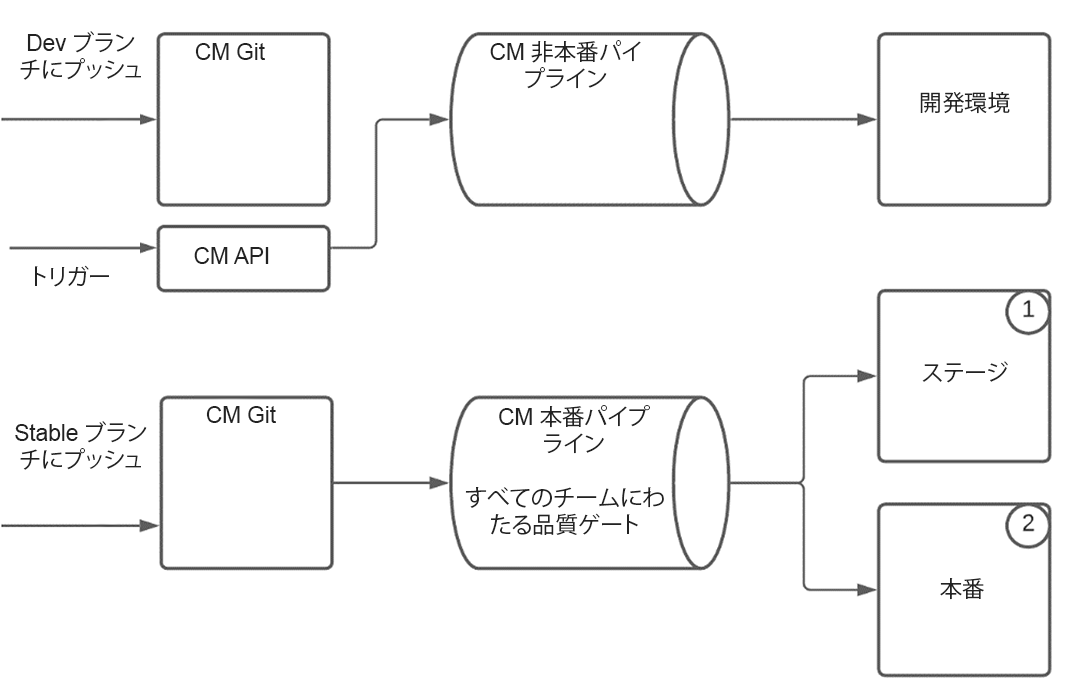 Dev ブラン
チにプッシュ
CM Git
CM 非本番パイ
プライン
開発環境
トリガー
CM API
Stable ブラン
チにプッシュ
CM Git
CM 本番パイプ
ライン
すべてのチームにわ
たる品質ゲート
1
ステージ
2
本番